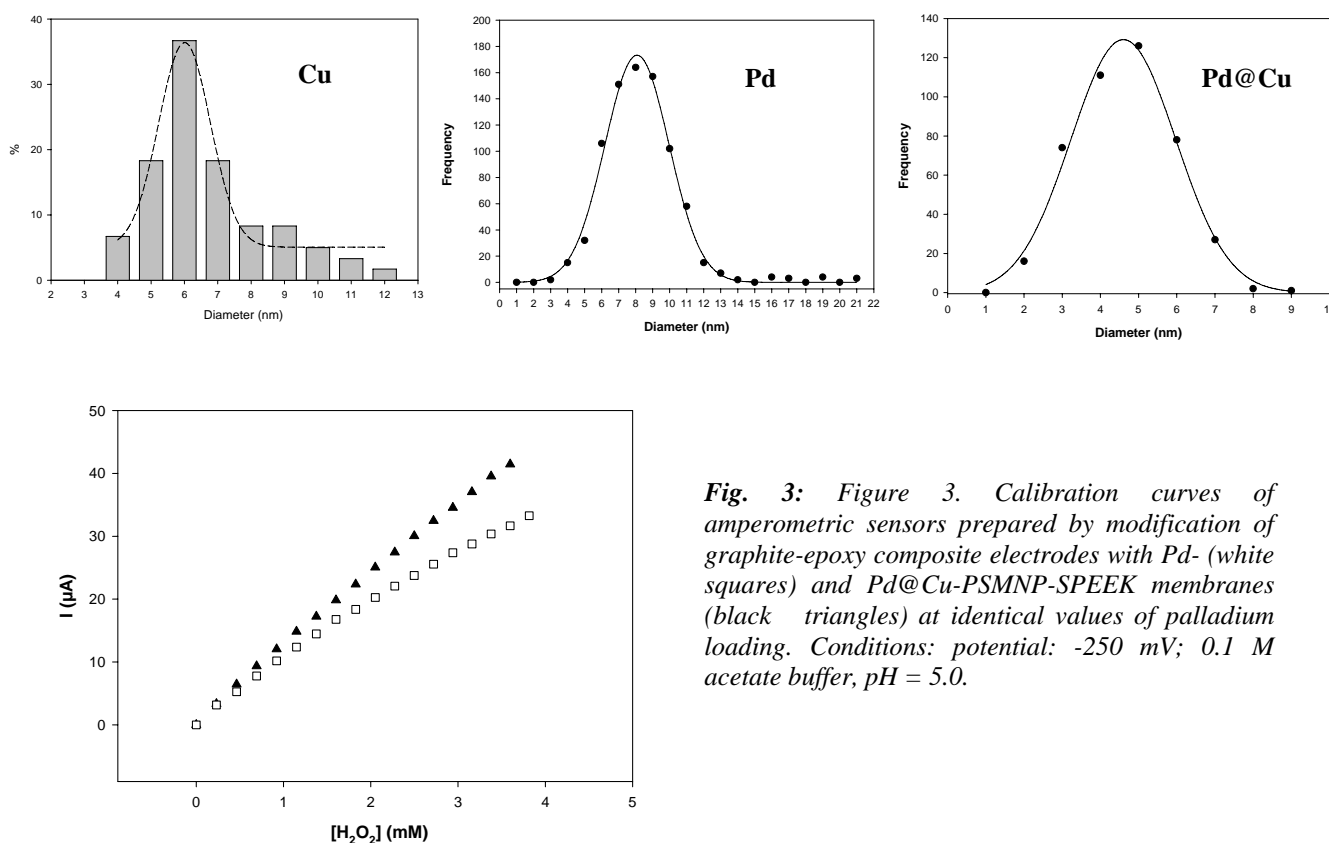 Cu
%
40
30
20
10
0
2 3 4 5 6 7 8 9 10 11 12 13
Diameter (nm)
Pd
Frequency
200
180
160
140
120
100
80
60
40
20
0
0 1 2 3 4 5 6 7 8 9 10 11 12 13 14 15 16 17 18 19 20 21 22
Diameter (nm)
Pd@Cu
Frequency
140
120
100
80
60
40
20
0
0 1 2 3 4 5 6 7 8 9
Diameter (nm)
I (µA)
50
40
30
20
10
0
0 1 2 3 4 5
[H₂O₂] (mM)
Fig. 3: Figure 3. Calibration curves of
amperometric sensors prepared by modification of
graphite-epoxy composite electrodes with Pd- (white
squares) and Pd@Cu-PSMNP-SPEEK membranes
(black triangles) at identical values of palladium
loading. Conditions: potential: -250 mV; 0.1 M
acetate buffer, pH = 5.0.